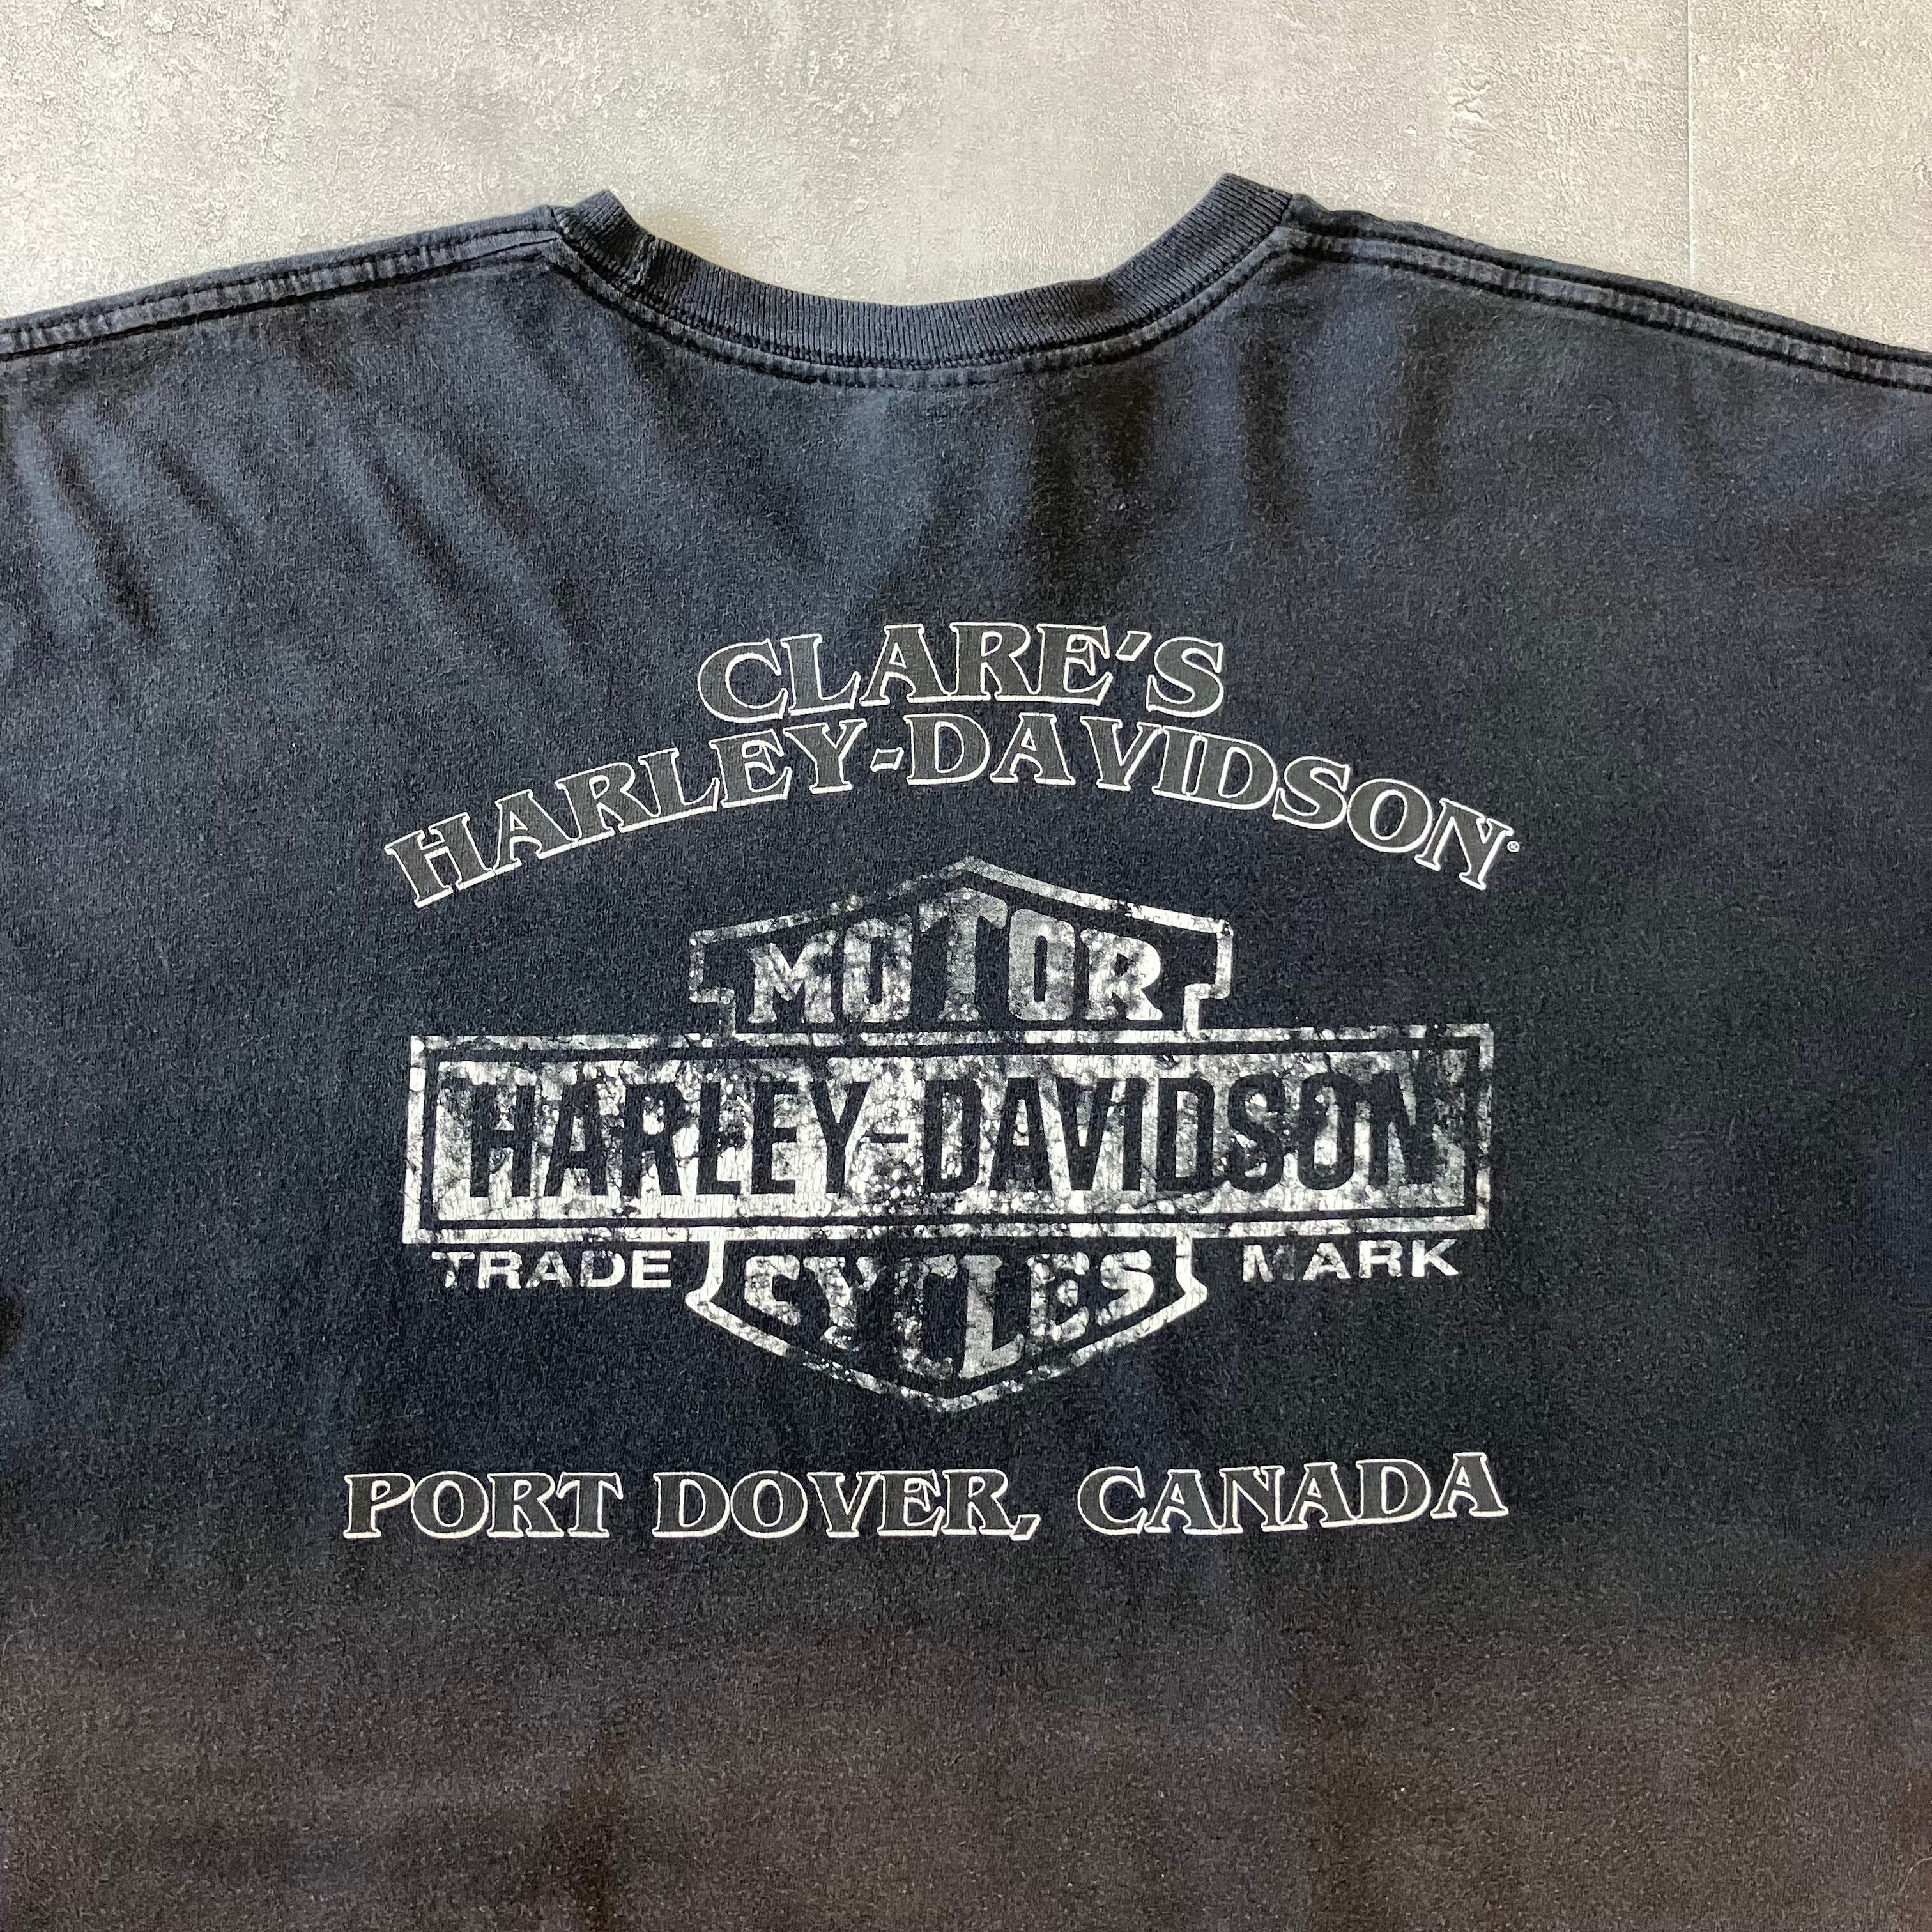 CLARE'S
HARLEY-DAVIDSON®
MOTOR
HARLEY-DAVIDSON
TRADE MARK
CYCLES
PORT DOVER, CANADA